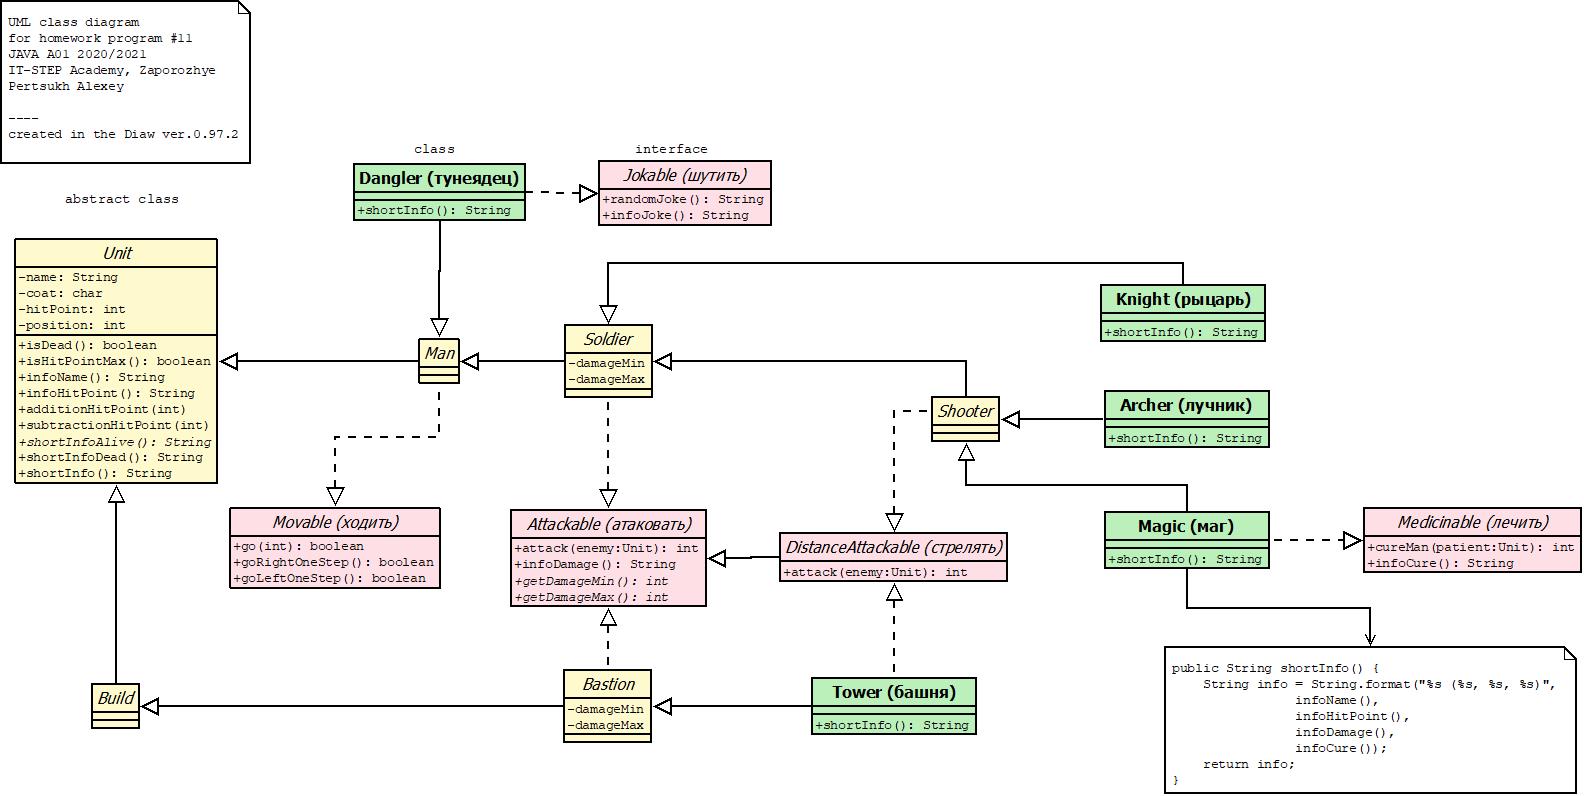 UML class diagram
for homework program #11
JAVA A01 2020/2021
IT-STEP Academy, Zaporozhye
Pertsukh Alexey
----
created in the Diaw ver.0.97.2
class
Dangler (тунеядец)
+shortInfo(): String
interface
Jokable (шутить)
+randomJoke(): String
+infoJoke(): String
abstract class
Unit
-name: String
-coat: char
-hitPoint: int
-position: int
+isDead(): boolean
+isHitPointMax(): boolean
+infoName(): String
+infoHitPoint(): String
+additionHitPoint(int)
+subtractionHitPoint(int)
+shortInfoAlive(): String
+shortInfoDead(): String
+shortInfo(): String
Man
Soldier
-damageMin
-damageMax
Knight (рыцарь)
+shortInfo(): String
Shooter
Archer (лучник)
+shortInfo(): String
Movable (ходить)
+go(int): boolean
+goRightOneStep(): boolean
+goLeftOneStep(): boolean
Attackable (атаковать)
+attack(enemy:Unit): int
+infoDamage(): String
+getDamageMin(): int
+getDamageMax(): int
DistanceAttackable (стрелять)
+attack(enemy:Unit): int
Magic (маг)
+shortInfo(): String
Medicinable (лечить)
+cureMan(patient:Unit): int
+infoCure(): String
Build
Bastion
-damageMin
-damageMax
Tower (башня)
+shortInfo(): String
public String shortInfo() {
String info = String.format("%s (%s, %s, %s)",
infoName(),
infoHitPoint(),
infoDamage(),
infoCure());
return info;
}